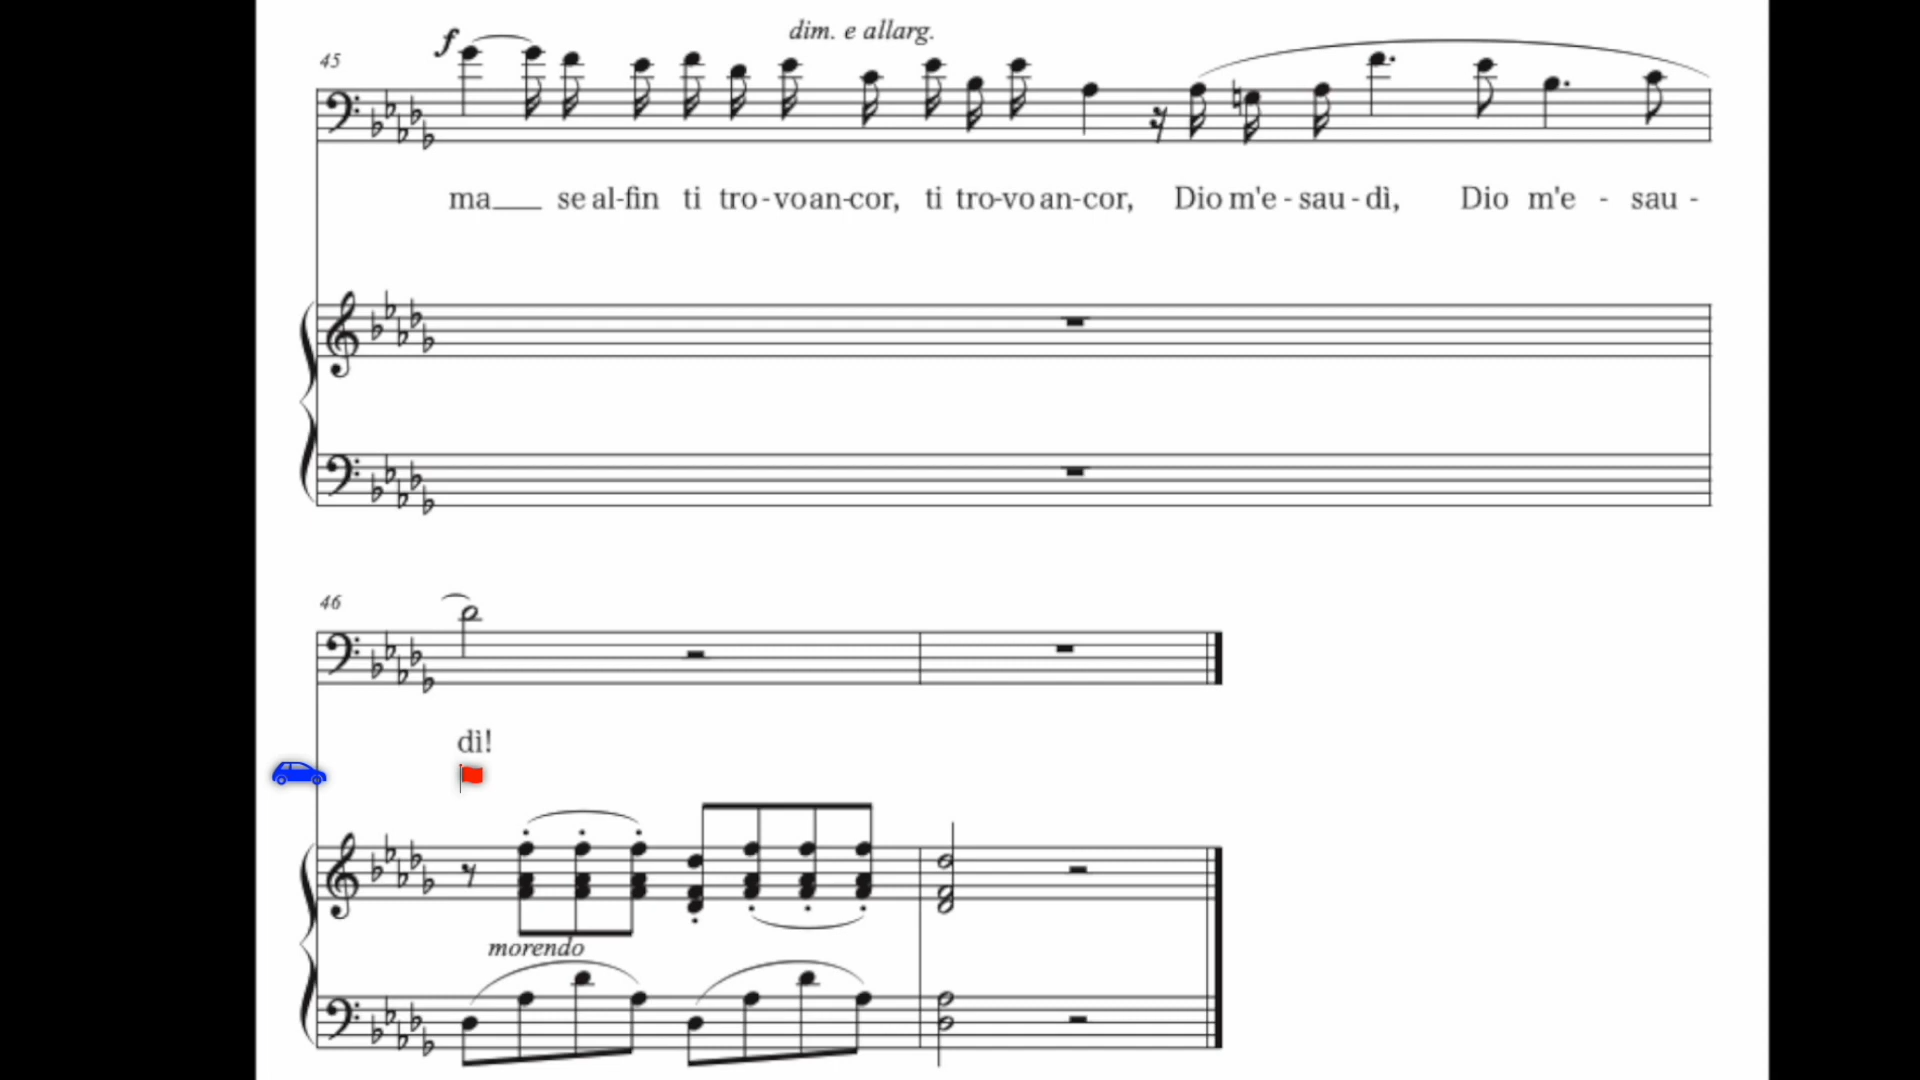 dim. e allarg.
f
45
ma se al-fin ti tro-vo an-cor, ti tro-vo an-cor, Dio m'e-sau-dì, Dio m'e - sau -
46
dì!
morendo